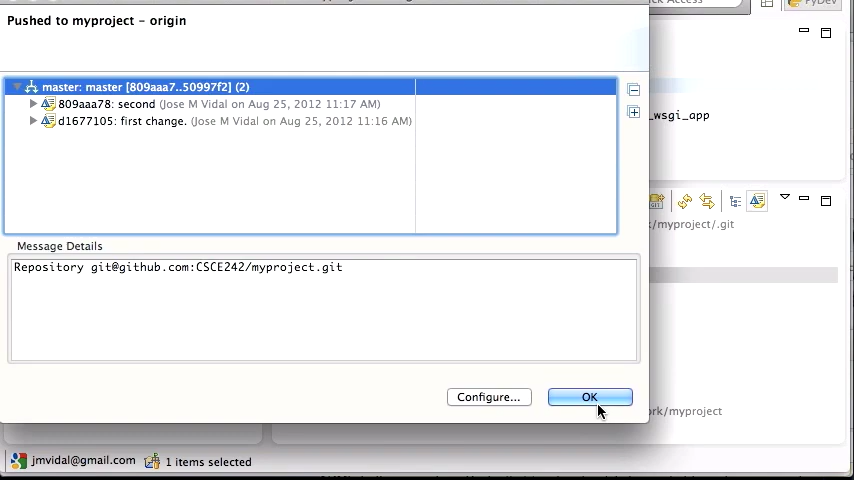 Pushed to myproject - origin
master: master [809aaa7..50997f2] (2)
809aaa78: second (Jose M Vidal on Aug 25, 2012 11:17 AM)
d1677105: first change. (Jose M Vidal on Aug 25, 2012 11:16 AM)
_wsgi_app
/myproject/.git
Message Details
Repository git@github.com:CSCE242/myproject.git
Configure...
OK
rk/myproject
jmvidal@gmail.com
1 items selected
PyDev
Access